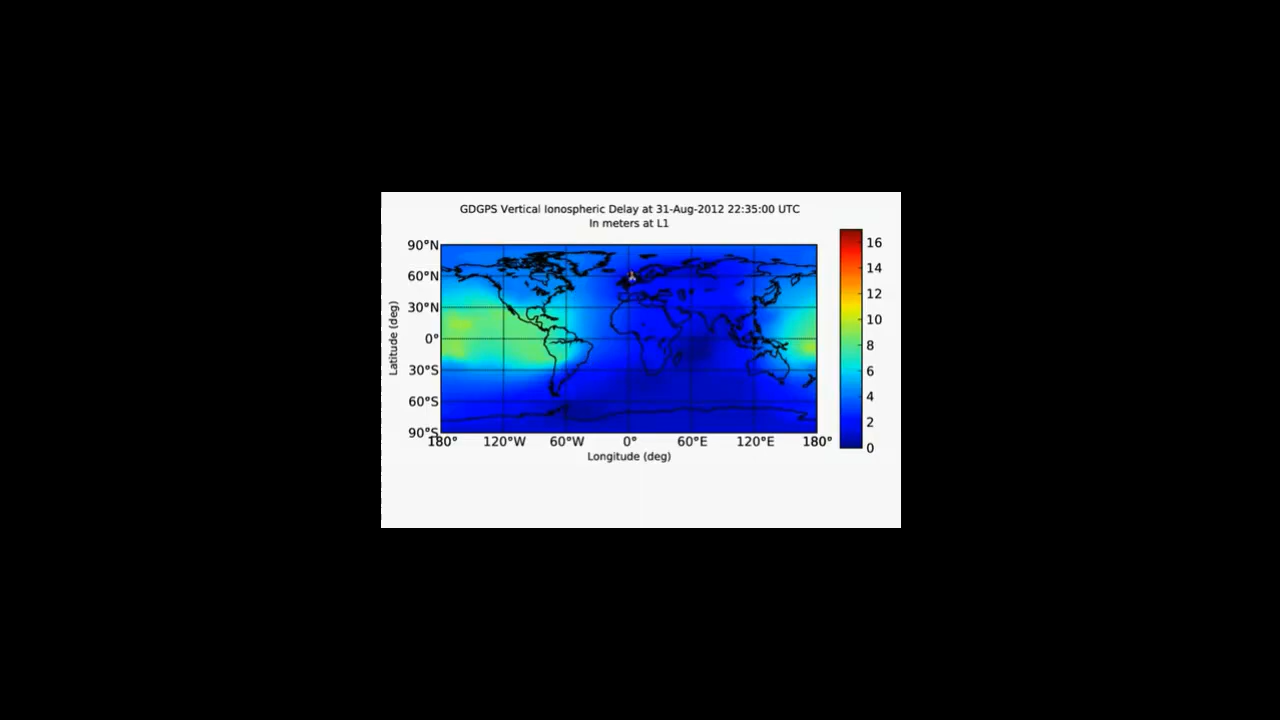 GDGPS Vertical Ionospheric Delay at 31-Aug-2012 22:35:00 UTC
In meters at L1
90°N
60°N
30°N
0°
30°S
60°S
90°S
Latitude (deg)
180°
120°W
60°W
0°
60°E
120°E
180°
Longitude (deg)
16
14
12
10
8
6
4
2
0